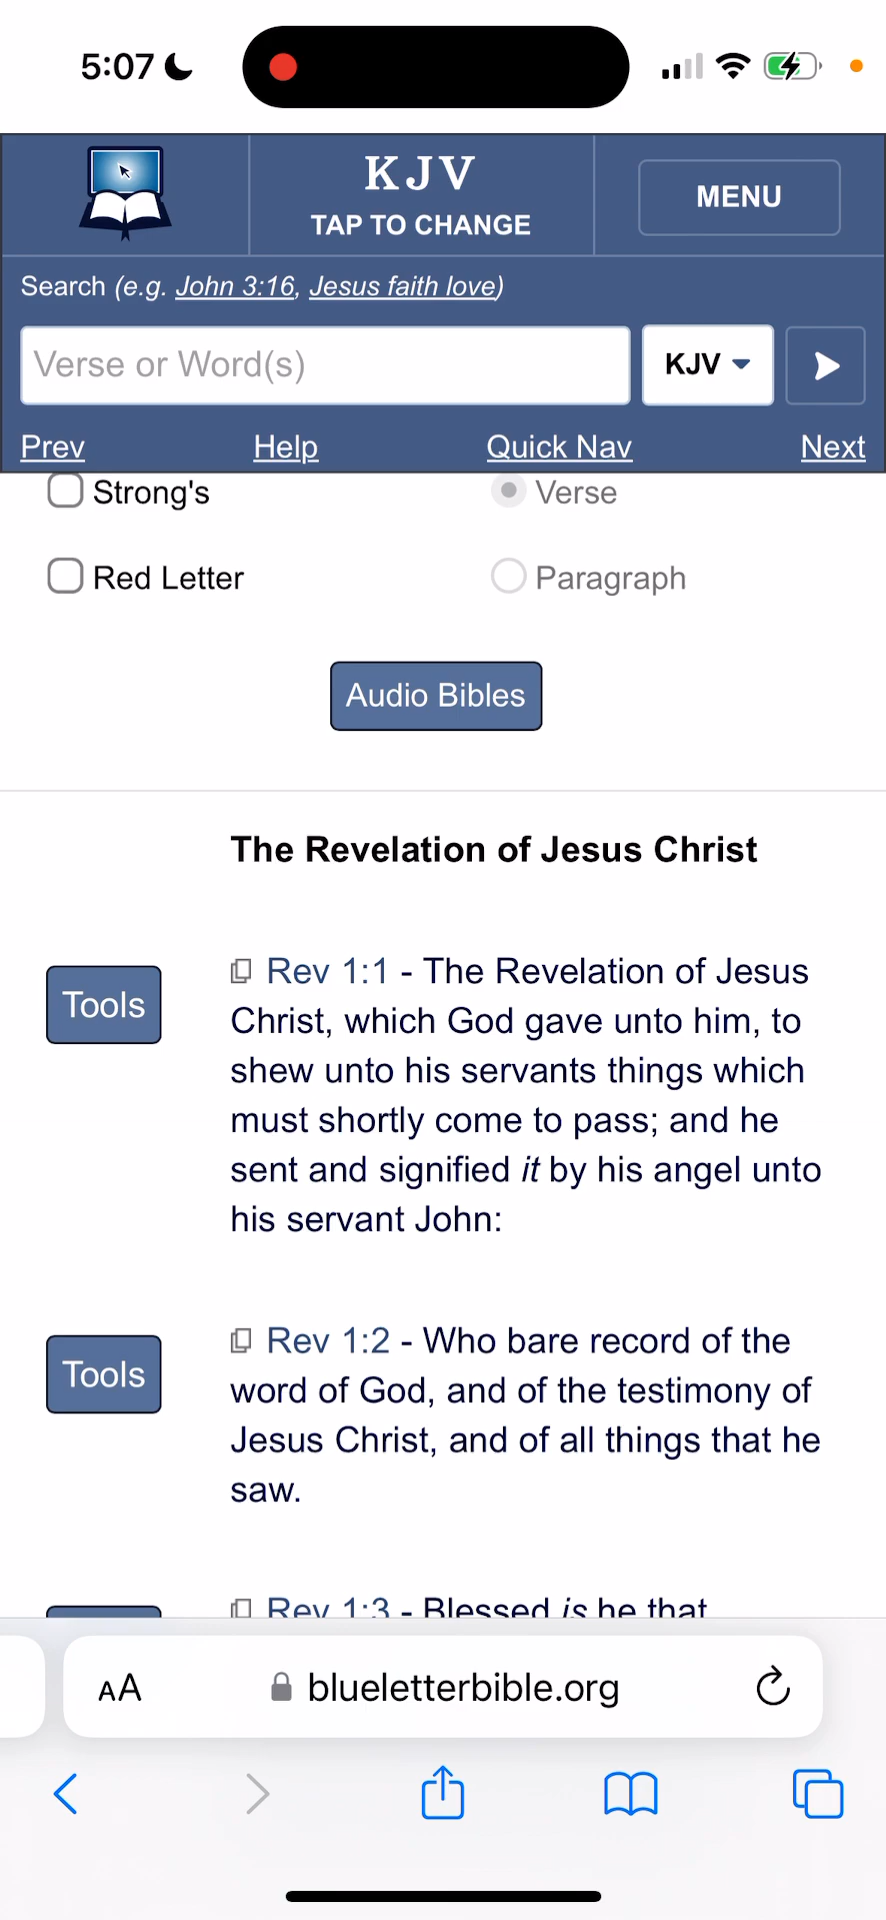 5:07
KJV
TAP TO CHANGE
MENU
Search (e.g. John 3:16, Jesus faith love)
Verse or Word(s)
KJV
Prev
Help
Quick Nav
Next
Strong's
Verse
Red Letter
Paragraph
Audio Bibles
The Revelation of Jesus Christ
Tools
Rev 1:1 - The Revelation of Jesus
Christ, which God gave unto him, to
shew unto his servants things which
must shortly come to pass; and he
sent and signified it by his angel unto
his servant John:
Tools
Rev 1:2 - Who bare record of the
word of God, and of the testimony of
Jesus Christ, and of all things that he
saw.
Rev 1:3 - Blessed is he that
AA
blueletterbible.org